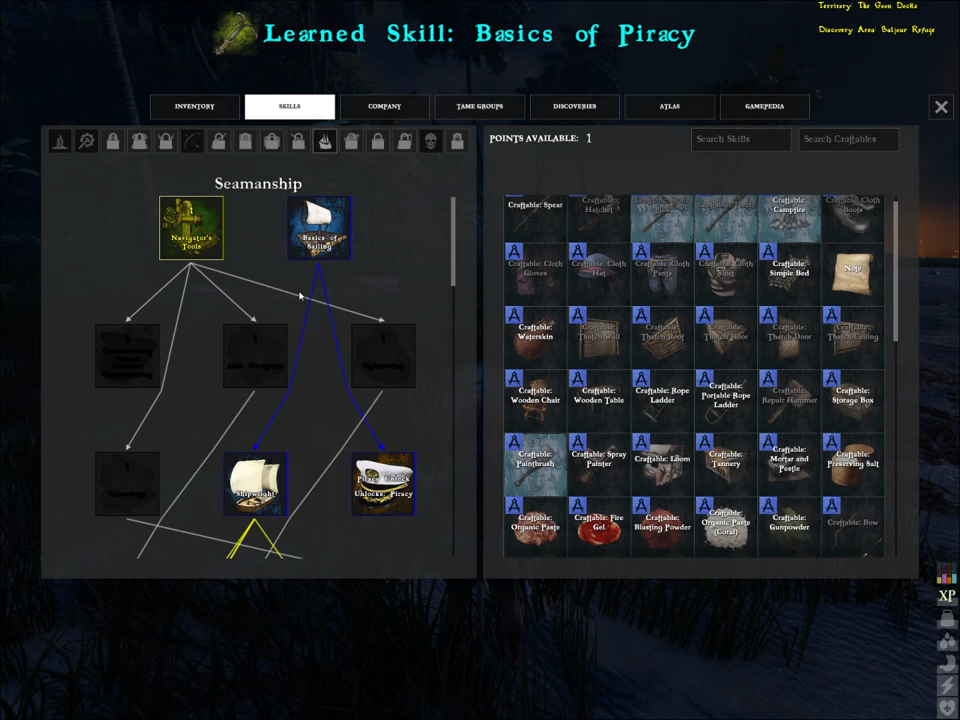 Territory: The Goon Docks
Discovery Area: Baljour Refuge
Learned Skill: Basics of Piracy
INVENTORY
SKILLS
COMPANY
TAME GROUPS
DISCOVERIES
ATLAS
GAMEPEDIA
POINTS AVAILABLE: 1
Search Skills
Search Craftables
Seamanship
1
Navigator's
Tools
Basics of
Sailing
1
1
1
Shipwright
Piracy Unlock
Unlocks: Piracy
Craftable: Spear
Craftable:
Hatchet
Craftable:
Campfire
Craftable: Cloth
Boots
Craftable: Cloth
Gloves
Craftable: Cloth
Hat
Craftable: Cloth
Pants
Craftable: Cloth
Shirt
Craftable:
Simple Bed
Note
Craftable:
Waterskin
Craftable:
Thatch Wall
Craftable:
Thatch Roof
Craftable:
Thatch Floor
Craftable:
Thatch Door
Craftable:
Thatch Ceiling
Craftable:
Wooden Chair
Craftable:
Wooden Table
Craftable: Rope
Ladder
Craftable:
Portable Rope
Ladder
Craftable:
Repair Hammer
Craftable:
Storage Box
Craftable:
Paintbrush
Craftable: Spray
Painter
Craftable: Loom
Craftable:
Tannery
Craftable:
Mortar and
Pestle
Craftable:
Preserving Salt
Craftable:
Organic Paste
Craftable: Fire
Gel
Craftable:
Blasting Powder
Craftable:
Organic Paste
(Coral)
Craftable:
Gunpowder
Craftable: Bow
XP